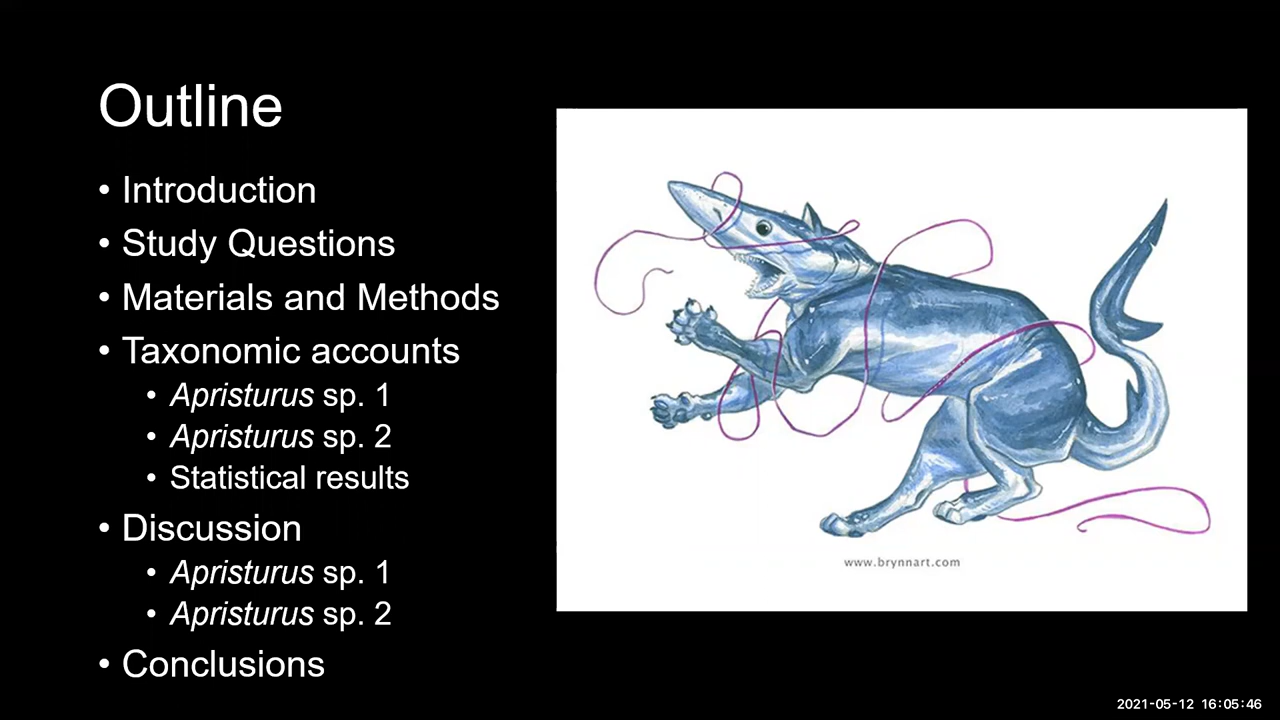 Outline
• Introduction
• Study Questions
• Materials and Methods
• Taxonomic accounts
• Apristurus sp. 1
• Apristurus sp. 2
• Statistical results
• Discussion
• Apristurus sp. 1
• Apristurus sp. 2
• Conclusions
www.brynnart.com
2021-05-12 16:05:46